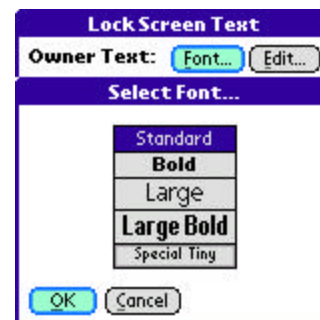 Lock Screen Text
Owner Text: Font... Edit...
Select Font...
Standard
Bold
Large
Large Bold
Special Tiny
OK Cancel